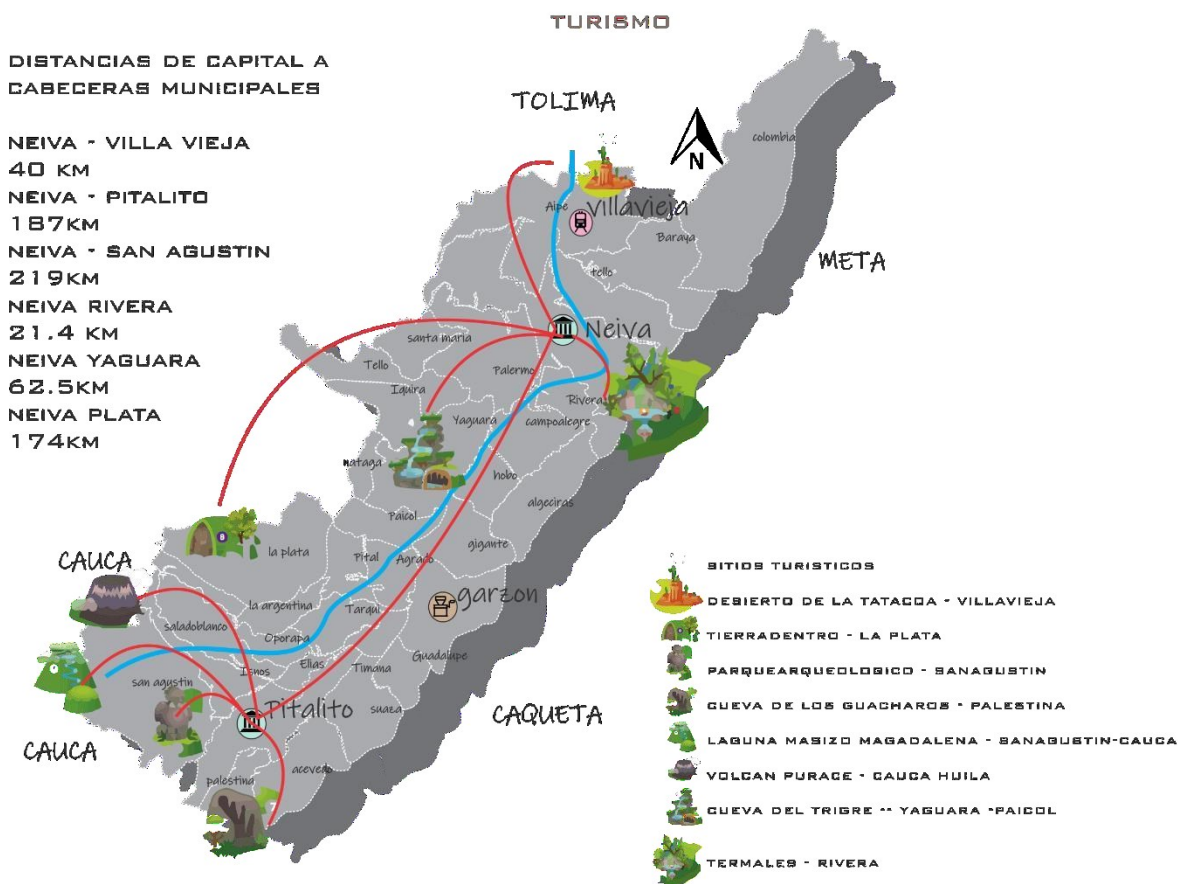 TURISMO
DISTANCIAS DE CAPITAL A
CABECERAS MUNICIPALES
NEIVA - VILLA VIEJA
40 KM
NEIVA - PITALITO
187KM
NEIVA - SAN AGUSTIN
219KM
NEIVA RIVERA
21.4 KM
NEIVA YAGUARA
62.5KM
NEIVA PLATA
174KM
TOLIMA
N
colombia
Aipe
villavieja
Baraya
META
tello
Neiva
santa maria
Tello
Palermo
Iquira
Rivera
Yaguara
campoalegre
nataga
hobo
algeciras
Paicol
gigante
la plata
Pital
Agrado
CAUCA
garzon
la argentina
Tarqui
saladoblanco
Oporapa
Guadalupe
Elias
Timana
Isnos
san agustin
Pitalito
suaza
CAQUETA
CAUCA
acevedo
palestina
SITIOS TURISTICOS
DESIERTO DE LA TATACOA - VILLAVIEJA
TIERRADENTRO - LA PLATA
PARQUEARQUEOLOGICO - SANAGUSTIN
CUEVA DE LOS GUACHAROS - PALESTINA
LAGUNA MASIZO MAGADALENA - SANAGUSTIN-CAUCA
VOLCAN PURACE - CAUCA HUILA
CUEVA DEL TRIGRE -- YAGUARA -PAICOL
TERMALES - RIVERA